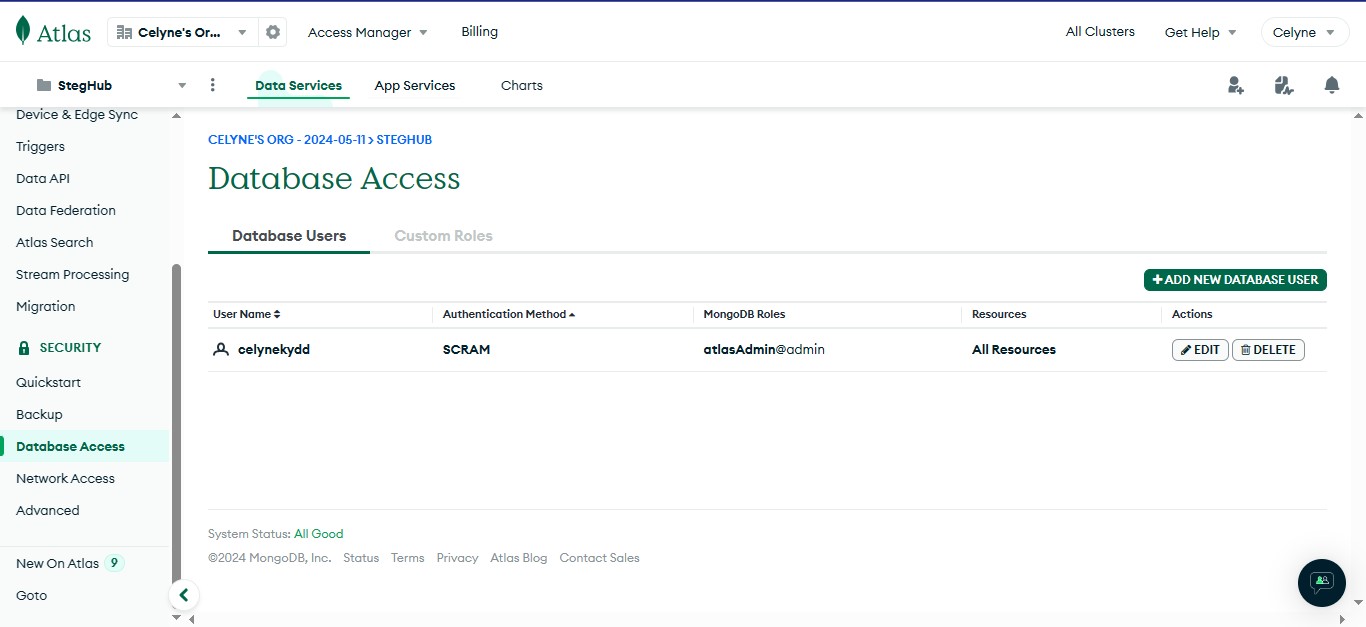 Atlas
Celyne's Or...
Access Manager
Billing
All Clusters
Get Help
Celyne
StegHub
Data Services
App Services
Charts
Device & Edge Sync
Triggers
Data API
Data Federation
Atlas Search
Stream Processing
Migration
SECURITY
Quickstart
Backup
Database Access
Network Access
Advanced
New On Atlas 9
Goto
CELYNE'S ORG - 2024-05-11 > STEGHUB
Database Access
Database Users
Custom Roles
+ ADD NEW DATABASE USER
User Name
Authentication Method
MongoDB Roles
Resources
Actions
celynekydd
SCRAM
atlasAdmin@admin
All Resources
EDIT
DELETE
System Status: All Good
©2024 MongoDB, Inc.
Status
Terms
Privacy
Atlas Blog
Contact Sales